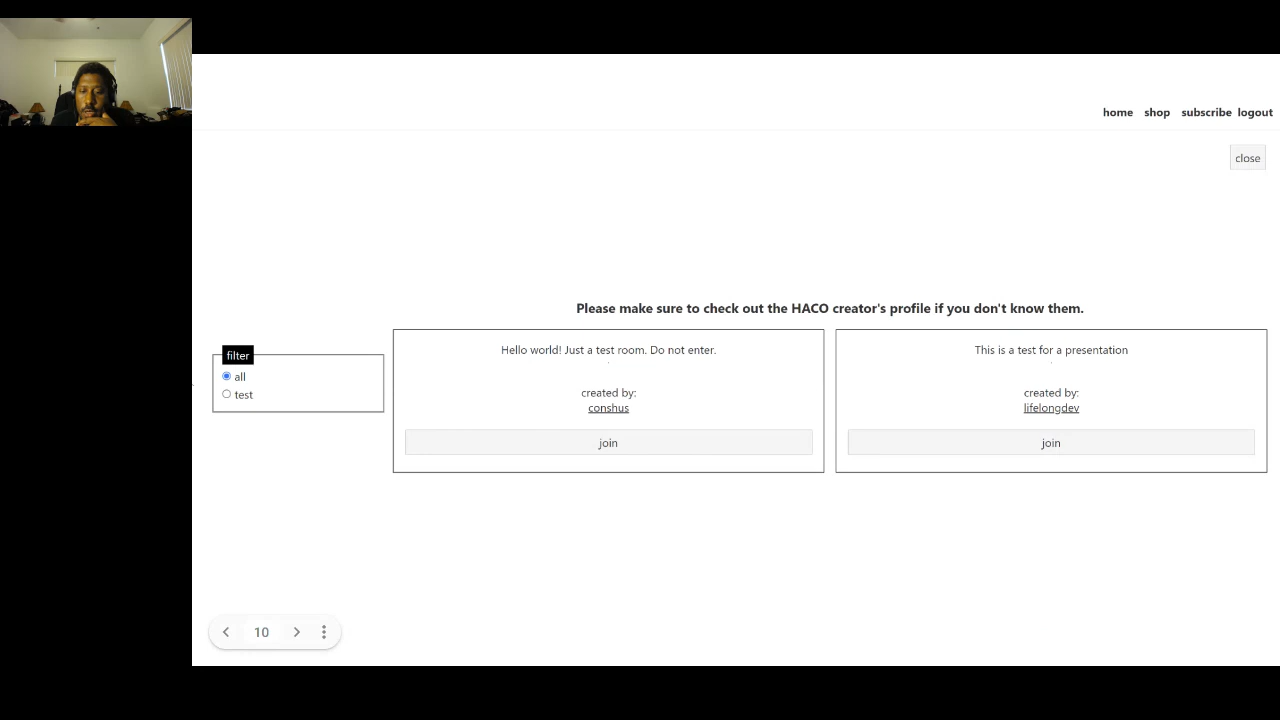 home shop subscribe logout
close
Please make sure to check out the HACO creator's profile if you don't know them.
filter
all
test
Hello world! Just a test room. Do not enter.
created by:
conshus
join
This is a test for a presentation
created by:
lifelongdev
join
10